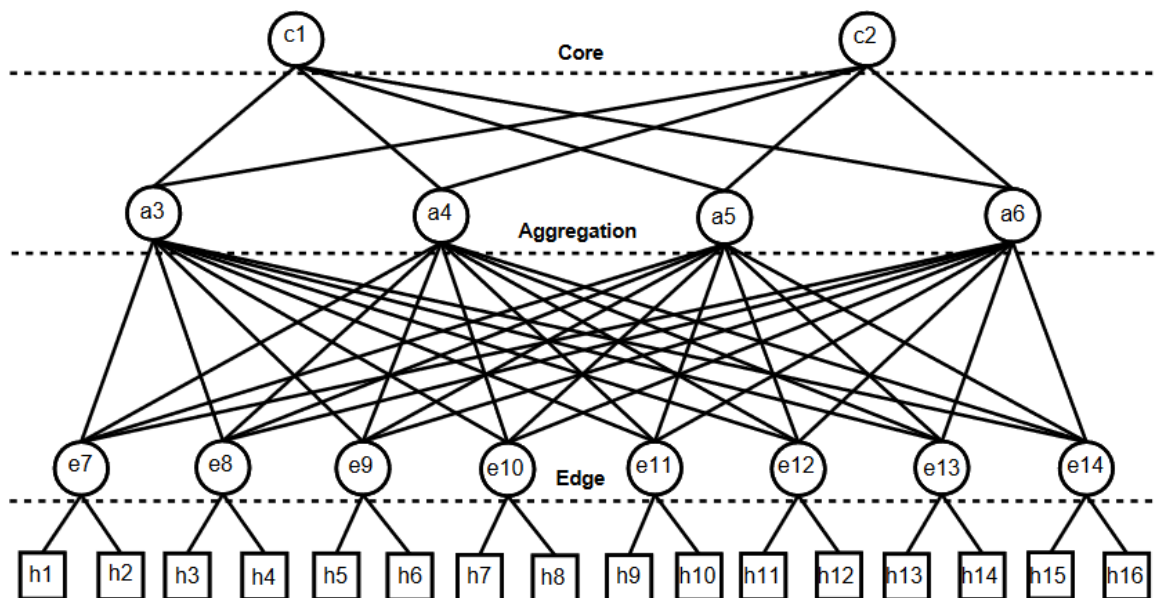 c1
c2
Core
a3
a4
a5
a6
Aggregation
e7
e8
e9
e10
e11
e12
e13
e14
Edge
h1
h2
h3
h4
h5
h6
h7
h8
h9
h10
h11
h12
h13
h14
h15
h16